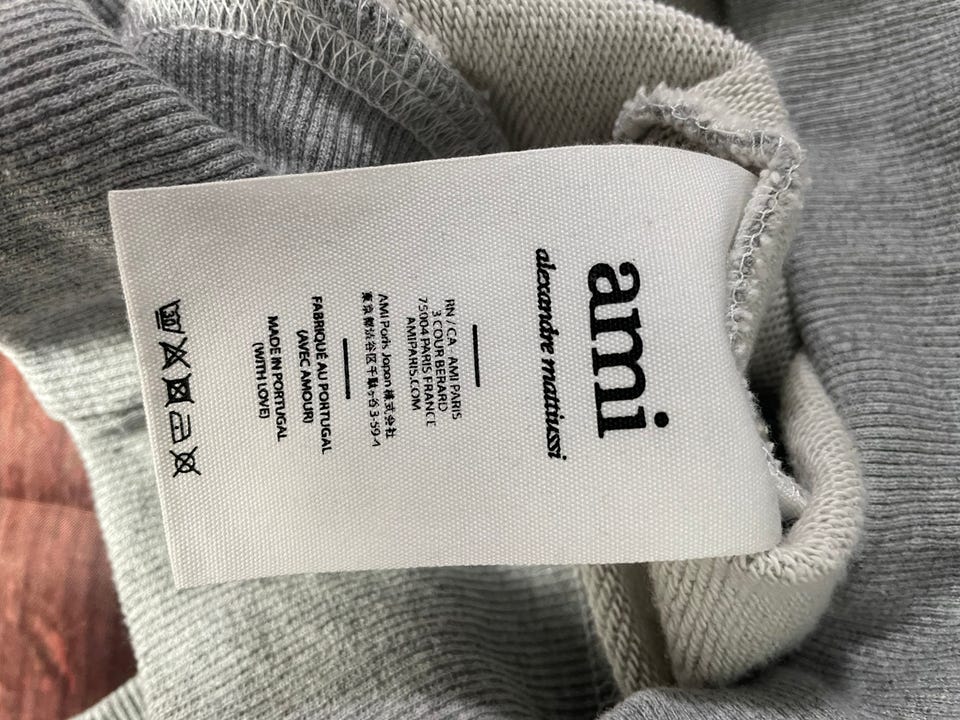 ami
alexandre mattiussi
RN / CA - AMI PARIS
3 COUR BERARD
75004 PARIS FRANCE
AMIPARIS.COM
AMI Paris Japan 株式会社
東京都渋谷区千駄ヶ谷 3-59-4
FABRIQUÉ AU PORTUGAL
(AVEC AMOUR)
MADE IN PORTUGAL
(WITH LOVE)
30